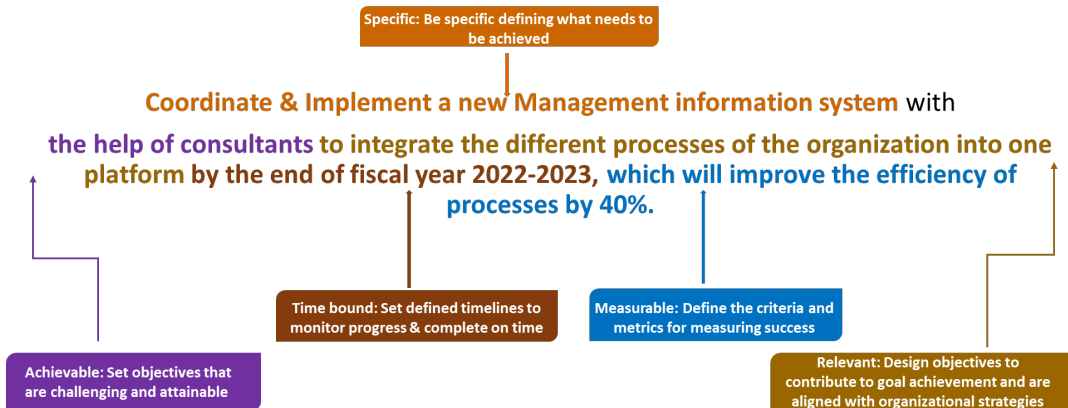 Specific: Be specific defining what needs to
be achieved
Coordinate & Implement a new Management information system with
the help of consultants to integrate the different processes of the organization into one
platform by the end of fiscal year 2022-2023, which will improve the efficiency of
processes by 40%.
Time bound: Set defined timelines to
monitor progress & complete on time
Measurable: Define the criteria and
metrics for measuring success
Achievable: Set objectives that
are challenging and attainable
Relevant: Design objectives to
contribute to goal achievement and are
aligned with organizational strategies